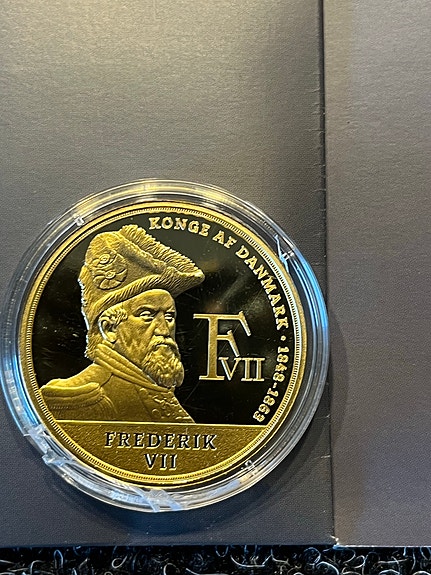 KONGE AF DANMARK • 1848-1863
FVII
FREDERIK
VII